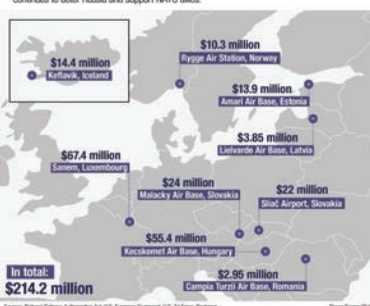 continues to deter Russia and support NATO allies.
$10.3 million
Rygge Air Station, Norway
$14.4 million
Keflavik, Iceland
$13.9 million
Amari Air Base, Estonia
$3.85 million
Lielvarde Air Base, Latvia
$67.4 million
Sanem, Luxembourg
$24 million
Malacky Air Base, Slovakia
$22 million
Sliač Airport, Slovakia
$55.4 million
Kecskemet Air Base, Hungary
$2.95 million
Campia Turzii Air Base, Romania
In total:
$214.2 million